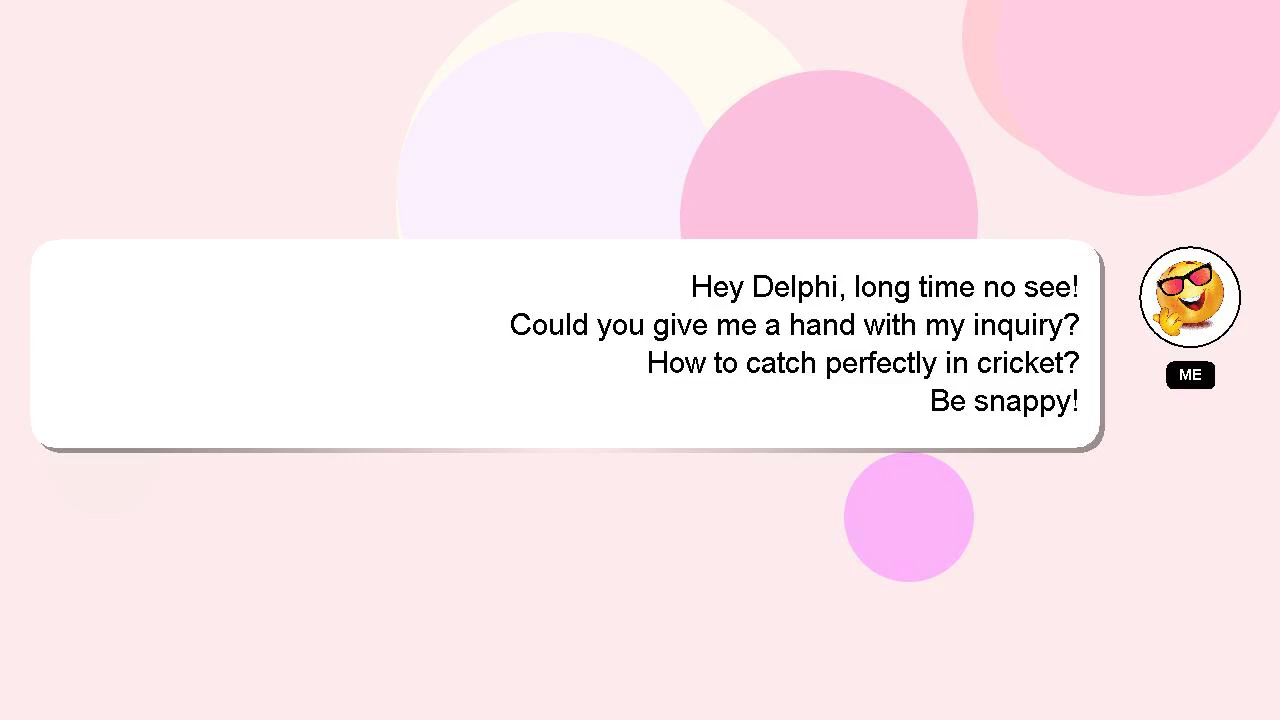 Hey Delphi, long time no see!
Could you give me a hand with my inquiry?
How to catch perfectly in cricket?
Be snappy!
ME